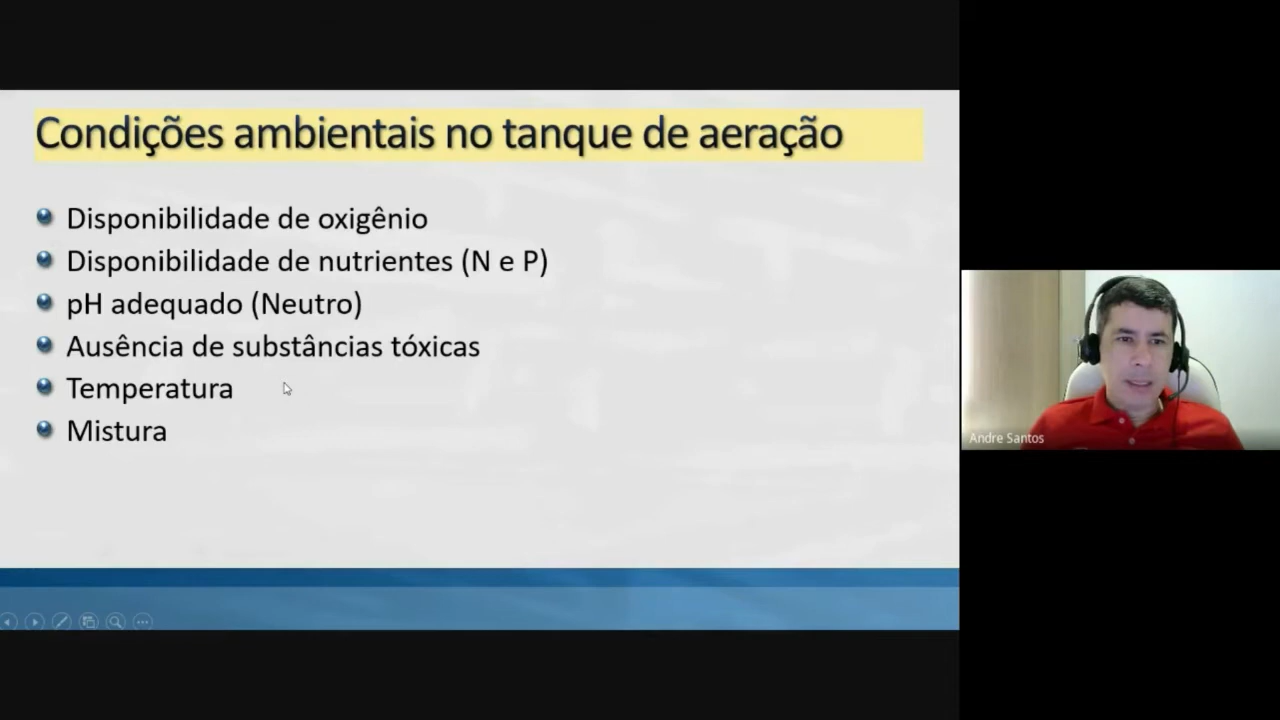 Condições ambientais no tanque de aeração
Disponibilidade de oxigênio
Disponibilidade de nutrientes (N e P)
pH adequado (Neutro)
Ausência de substâncias tóxicas
Temperatura
Mistura
Andre Santos